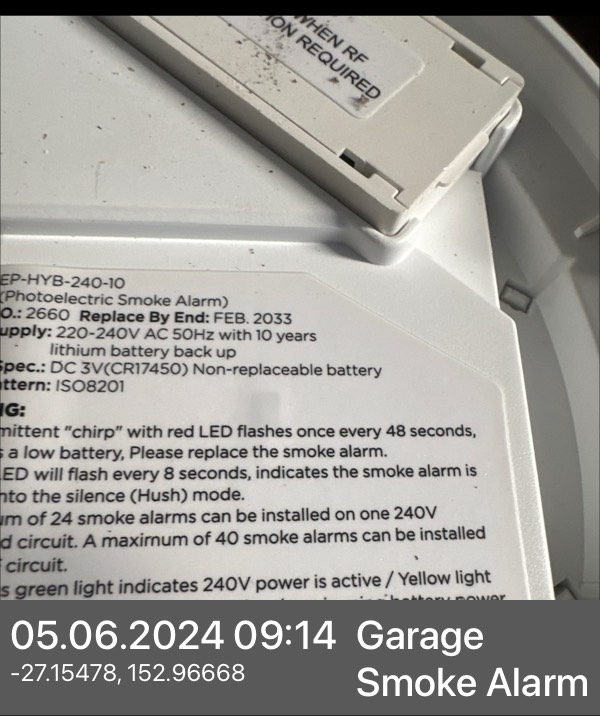 WHEN RF
ION REQUIRED
EP-HYB-240-10
(Photoelectric Smoke Alarm)
O.: 2660 Replace By End: FEB. 2033
upply: 220-240V AC 50Hz with 10 years
lithium battery back up
Spec.: DC 3V(CR17450) Non-replaceable battery
ttern: ISO8201
NG:
mittent "chirp" with red LED flashes once every 48 seconds,
s a low battery, Please replace the smoke alarm.
LED will flash every 8 seconds, indicates the smoke alarm is
nto the silence (Hush) mode.
um of 24 smoke alarms can be installed on one 240V
d circuit. A maximum of 40 smoke alarms can be installed
circuit.
s green light indicates 240V power is active / Yellow light
battery power
05.06.2024 09:14
-27.15478, 152.96668
Garage
Smoke Alarm